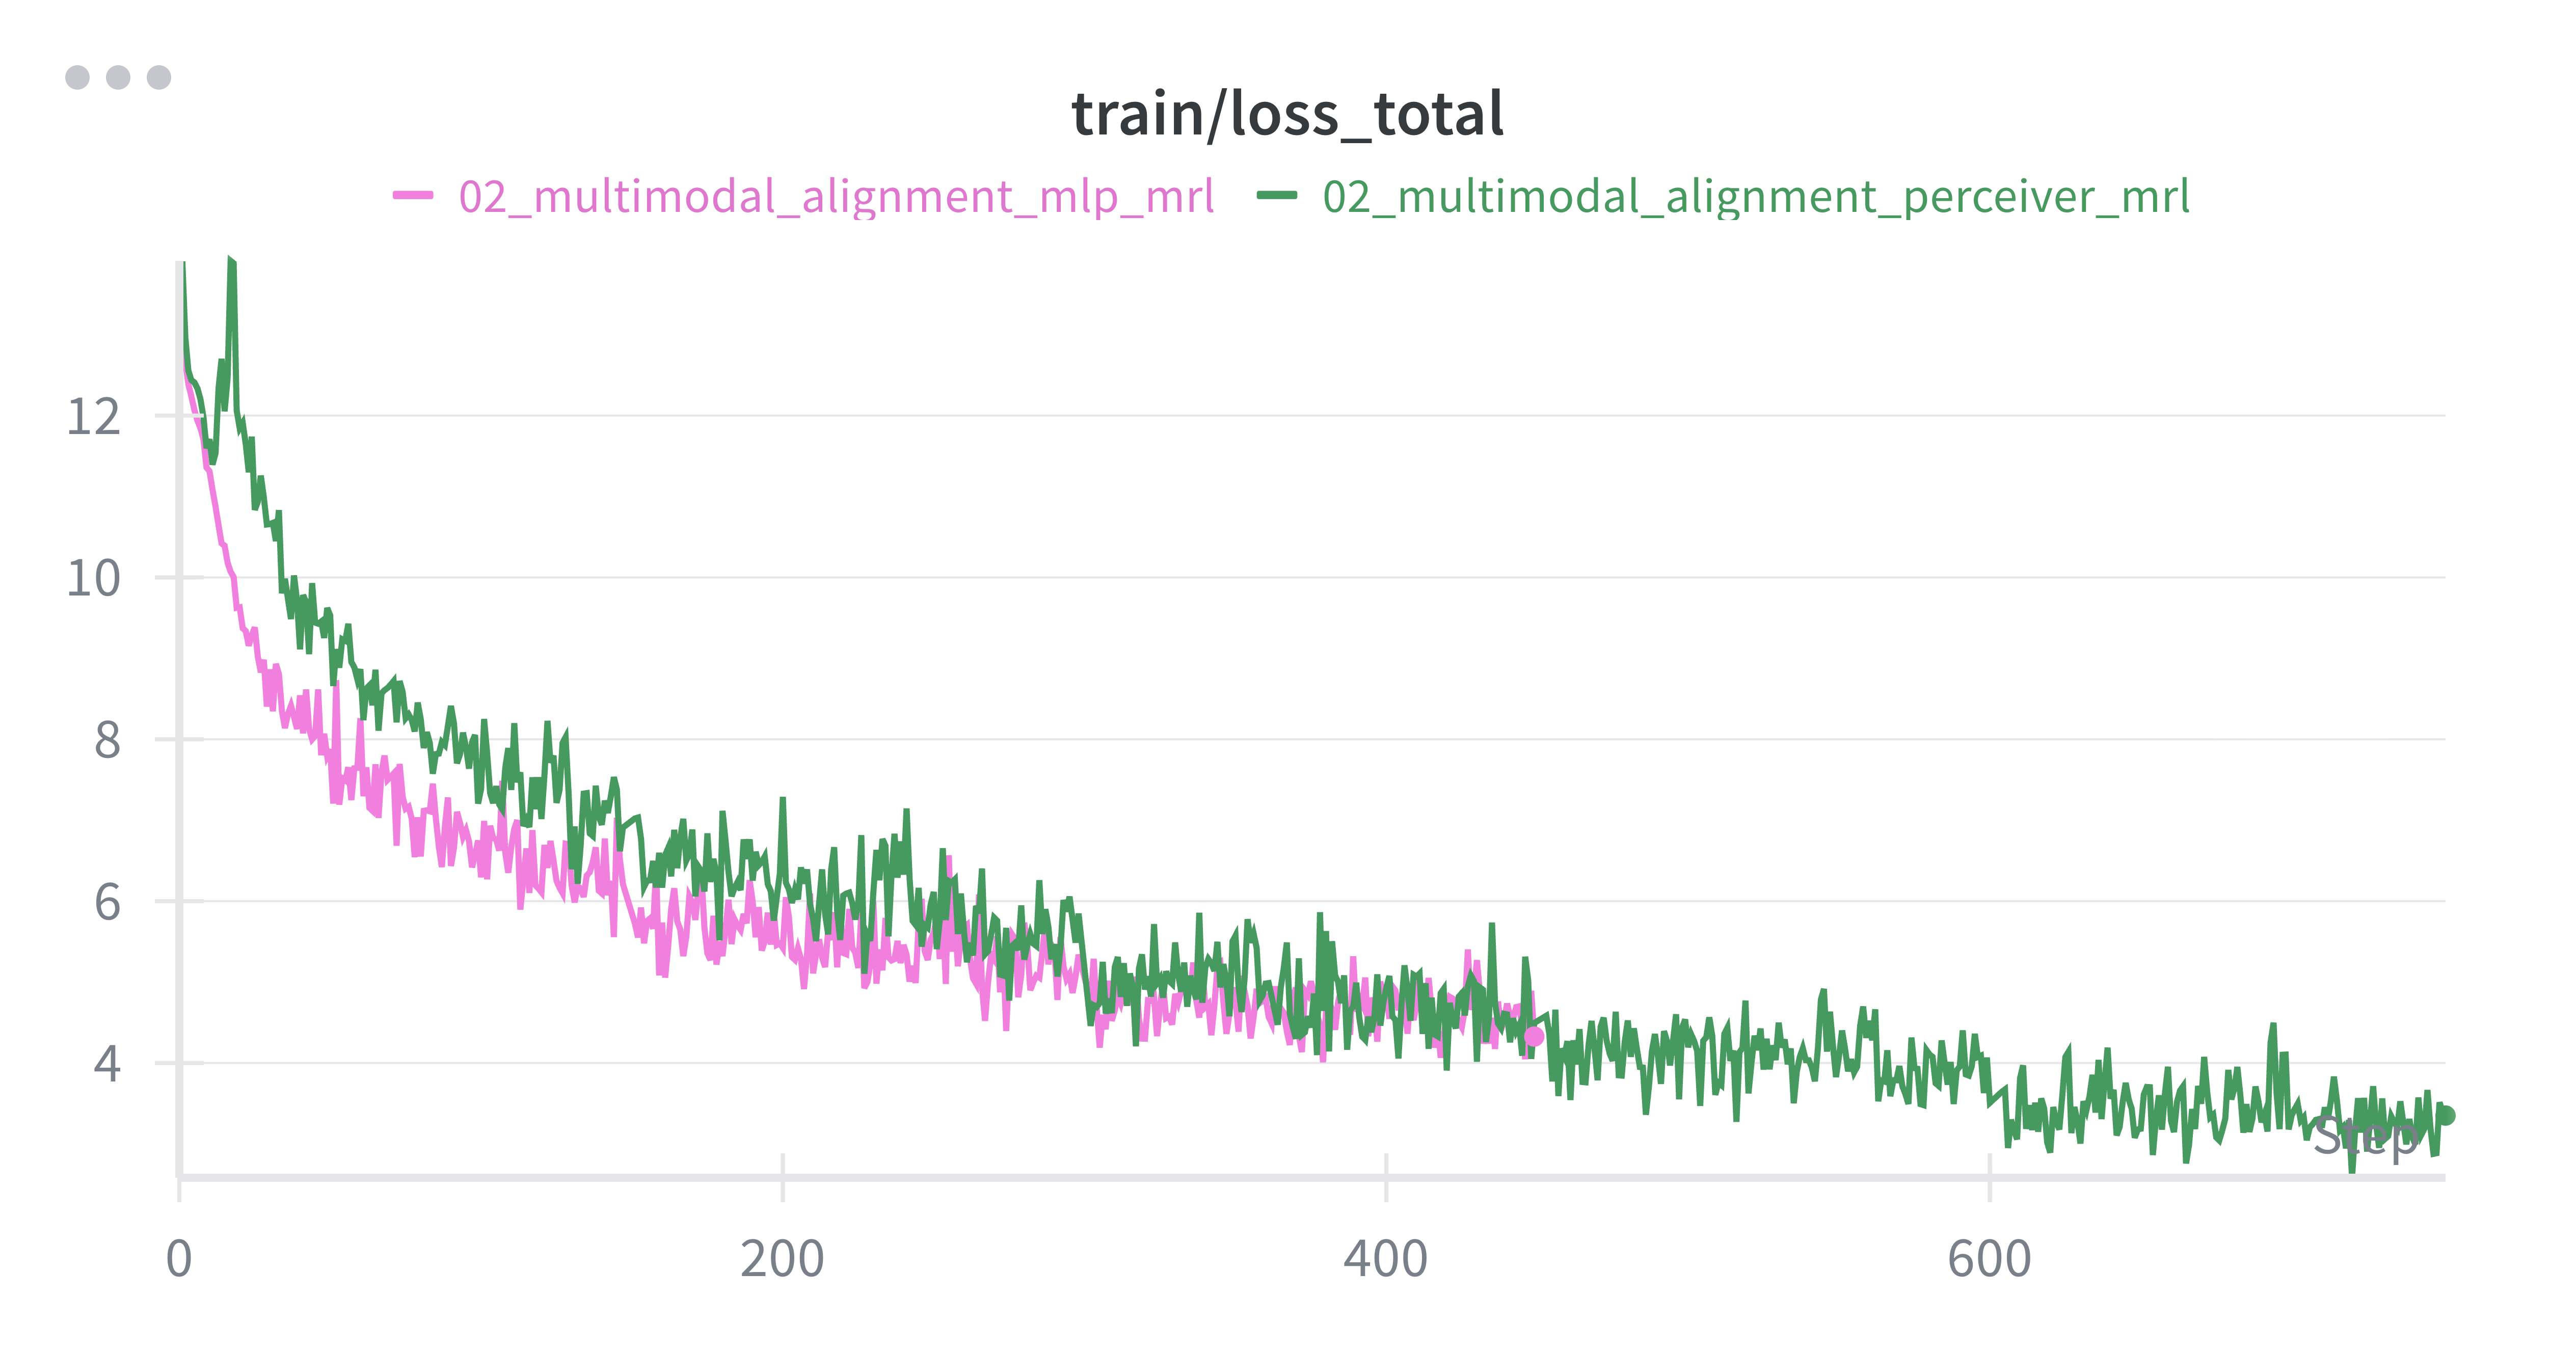 train/loss_total
02_multimodal_alignment_mlp_mrl 02_multimodal_alignment_perceiver_mrl
12
10
8
6
4
Step
0 200 400 600